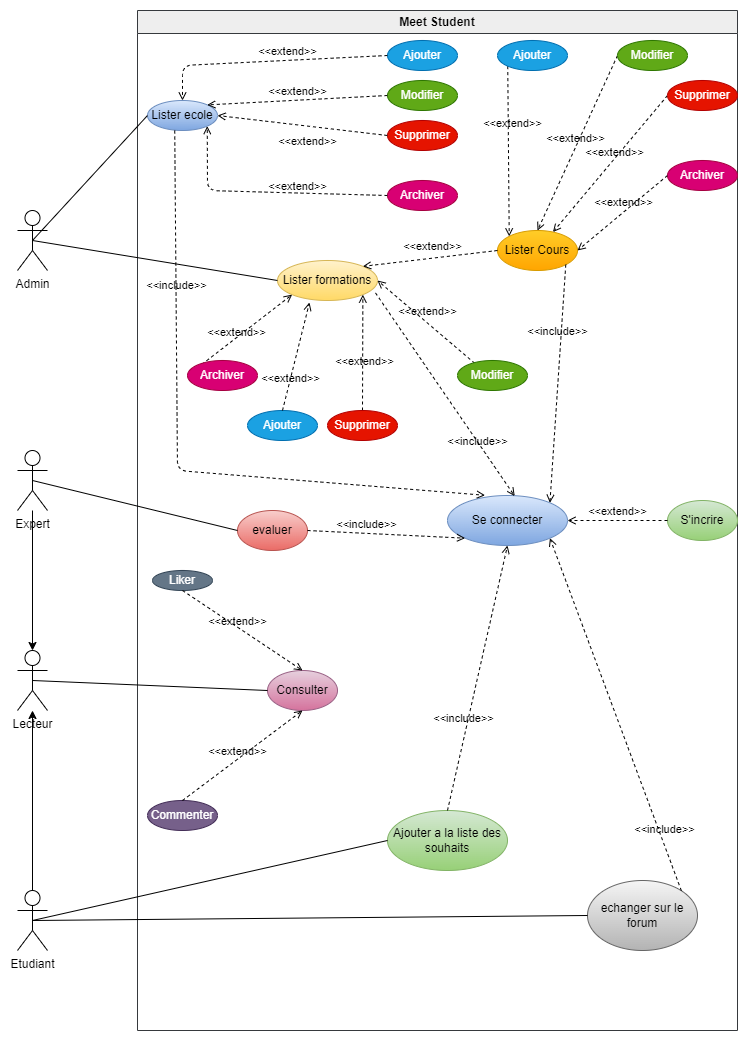 Meet Student
<<extend>>
Ajouter
Ajouter
Modifier
<<extend>>
Modifier
Supprimer
Lister ecole
<<extend>>
Supprimer
<<extend>>
<<extend>>
<<extend>>
<<extend>>
Archiver
Archiver
<<extend>>
<<extend>>
Lister Cours
<<extend>>
Admin
Lister formations
<<include>>
<<extend>>
<<extend>>
<<include>>
<<extend>>
Archiver
<<extend>>
Modifier
Ajouter
Supprimer
<<include>>
Expert
evaluer
<<include>>
Se connecter
<<extend>>
S'incrire
Liker
<<extend>>
Consulter
Lecteur
<<include>>
<<extend>>
Commenter
Ajouter a la liste des
souhaits
<<include>>
echanger sur le
forum
Etudiant